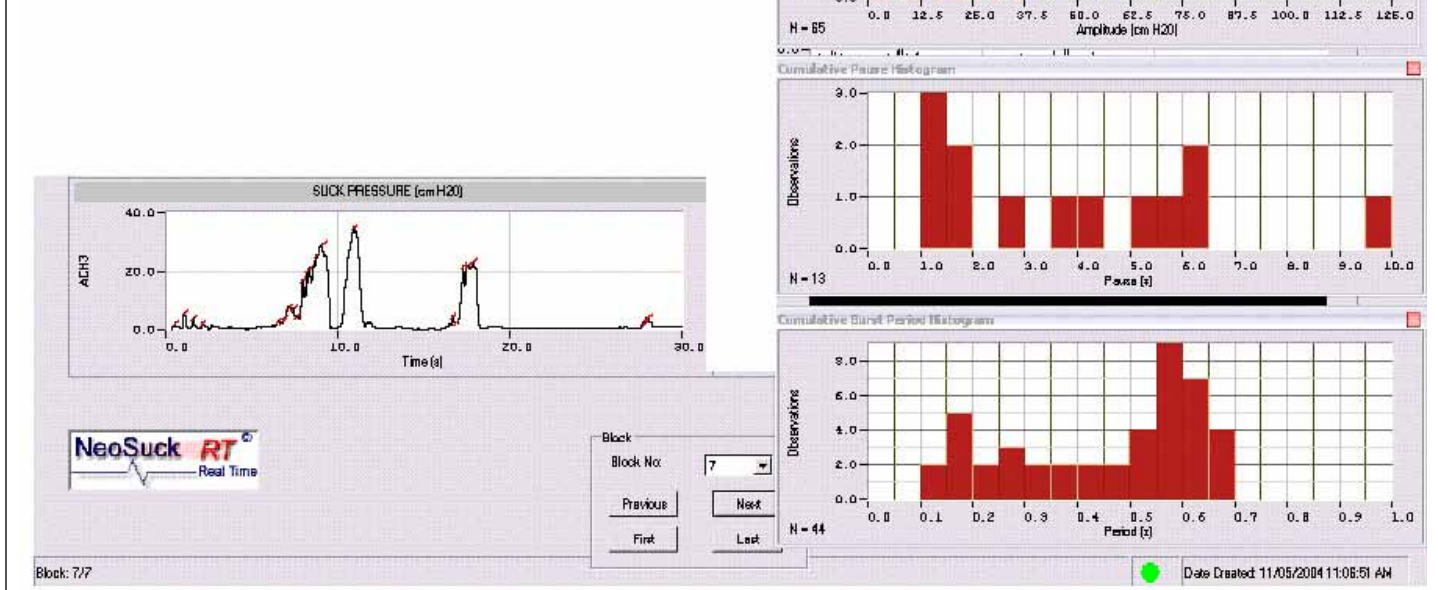 0.0 12.5 25.0 37.5 50.0 62.5 75.0 87.5 100.0 112.5 125.0
N = 65
Amplitude (cm H20)
Cumulative Pause Histogram
3.0
2.0
1.0
0.0
Observations
0.0 1.0 2.0 3.0 4.0 5.0 6.0 7.0 8.0 9.0 10.0
N = 13
Pause (s)
SUCK PRESSURE (cm H20)
40.0
20.0
0.0
ACH3
0.0 10.0 20.0 30.0
Time (s)
Cumulative Burst Period Histogram
8.0
6.0
4.0
2.0
0.0
Observations
0.0 0.1 0.2 0.3 0.4 0.5 0.6 0.7 0.8 0.9 1.0
N = 44
Period (s)
NeoSuck RT ©
Real Time
Block
Block No: 7
Previous Next
First Last
Block: 7/7
Date Created: 11/05/2004 11:06:51 AM